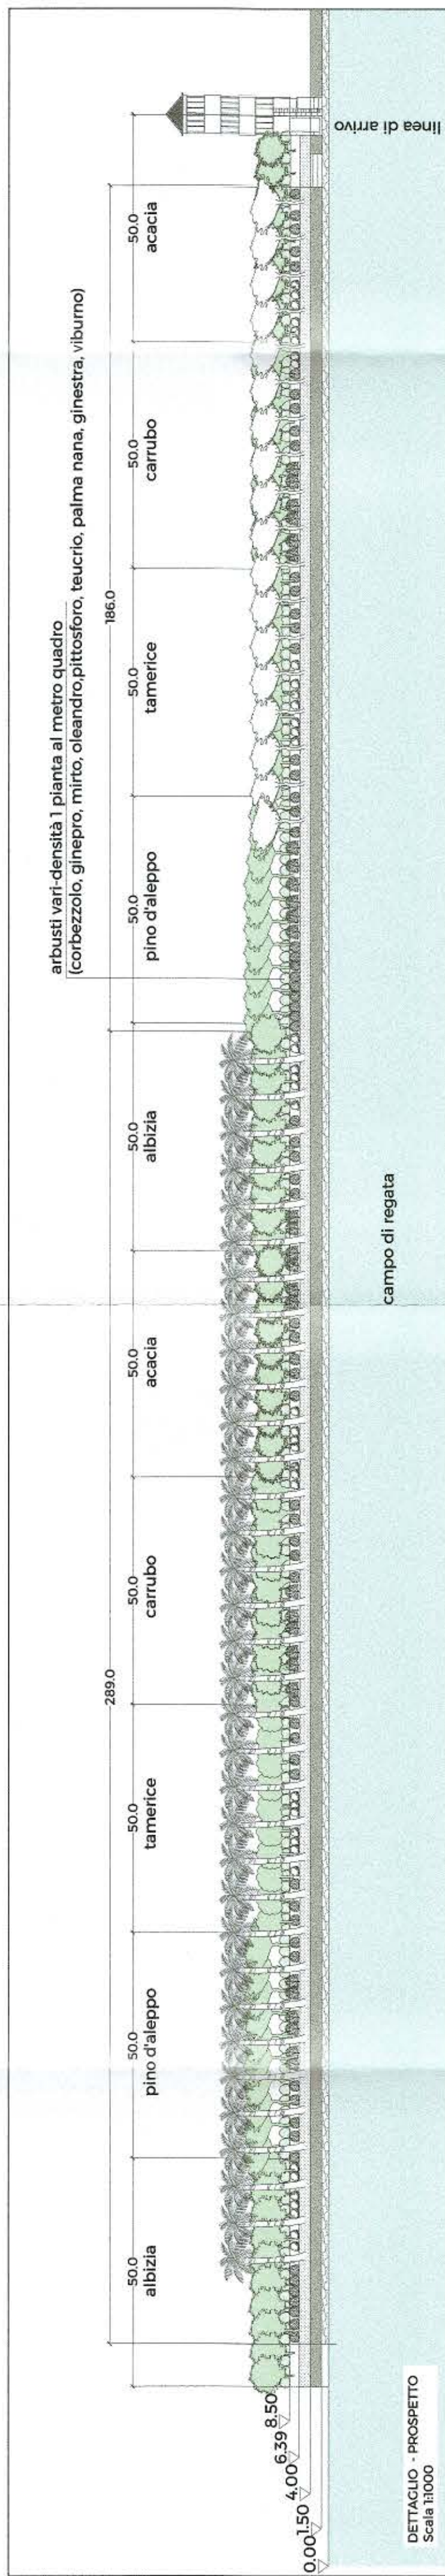 arbusti vari-densità 1 pianta al metro quadro
(corbezzolo, ginepro, mirto, oleandro,pittosforo, teucrio, palma nana, ginestra, viburno)
289.0
186.0
50.0
albizia
50.0
pino d'aleppo
50.0
tamerice
50.0
carrubo
50.0
acacia
50.0
albizia
50.0
pino d'aleppo
50.0
tamerice
50.0
carrubo
50.0
acacia
8.50
6.39
4.00
1.50
0.00
campo di regata
linea di arrivo
DETTAGLIO - PROSPETTO
Scala 1:1000